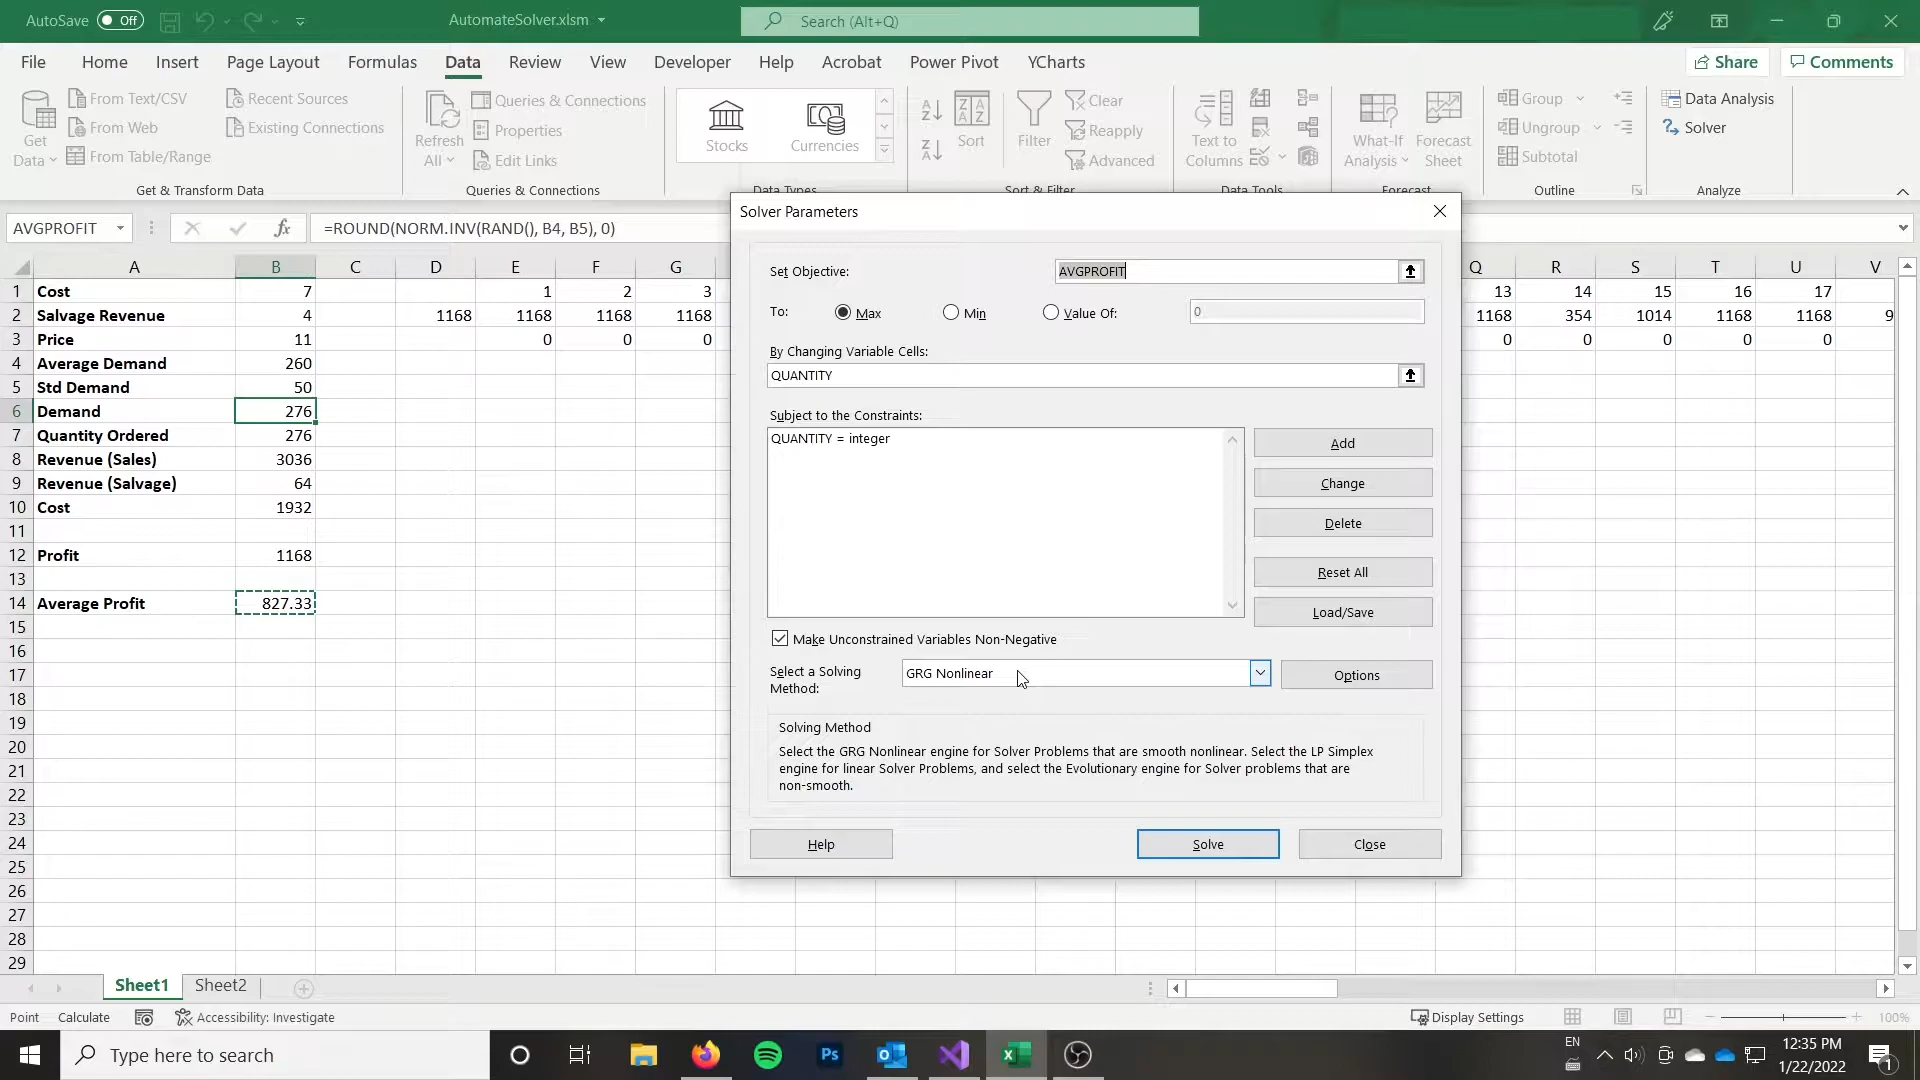 AutoSave Off
AutomateSolver.xlsm
Search (Alt+Q)
File Home Insert Page Layout Formulas Data Review View Developer Help Acrobat Power Pivot YCharts
Share Comments
Get Data
From Text/CSV
From Web
From Table/Range
Recent Sources
Existing Connections
Get & Transform Data
Refresh All
Queries & Connections
Properties
Edit Links
Queries & Connections
Stocks Currencies
Data Types
Sort
Filter
Clear
Reapply
Advanced
Sort & Filter
Text to Columns
Data Tools
What-If Analysis
Forecast Sheet
Forecast
Group
Ungroup
Subtotal
Outline
Data Analysis
Solver
Analyze
AVGPROFIT fx =ROUND(NORM.INV(RAND(), B4, B5), 0)
A B C D E F G Q R S T U V
1 Cost 7 1 2 3 13 14 15 16 17
2 Salvage Revenue 4 1168 1168 1168 1168 1168 354 1014 1168 1168 9
3 Price 11 0 0 0 0 0 0 0 0
4 Average Demand 260
5 Std Demand 50
6 Demand 276
7 Quantity Ordered 276
8 Revenue (Sales) 3036
9 Revenue (Salvage) 64
10 Cost 1932
11
12 Profit 1168
13
14 Average Profit 827.33
15
16
17
18
19
20
21
22
23
24
25
26
27
28
29
Solver Parameters
Set Objective: AVGPROFIT
To: Max Min Value Of: 0
By Changing Variable Cells:
QUANTITY
Subject to the Constraints:
QUANTITY = integer
Add
Change
Delete
Reset All
Load/Save
Make Unconstrained Variables Non-Negative
Select a Solving Method: GRG Nonlinear Options
Solving Method
Select the GRG Nonlinear engine for Solver Problems that are smooth nonlinear. Select the LP Simplex
engine for linear Solver Problems, and select the Evolutionary engine for Solver problems that are
non-smooth.
Help Solve Close
Sheet1 Sheet2
Point Calculate Accessibility: Investigate Display Settings 100%
Type here to search
Ps
EN
12:35 PM
1/22/2022
1